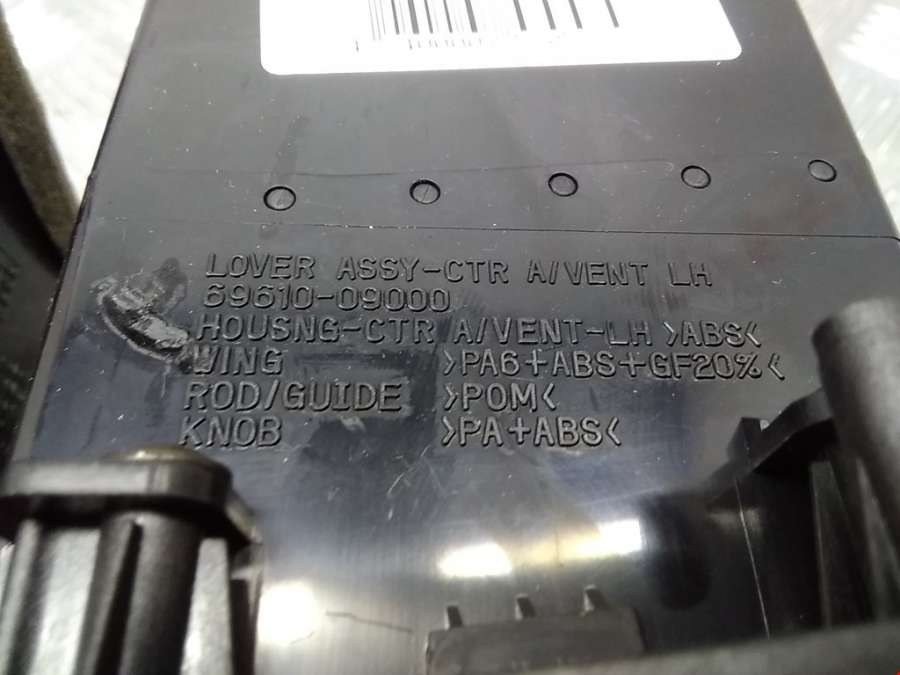 LOVER ASSY-CTR A/VENT LH
69610-09000
HOUSNG-CTR A/VENT-LH >ABS<
WING >PA6+ABS+GF20%<
ROD/GUIDE >POM<
KNOB >PA+ABS<